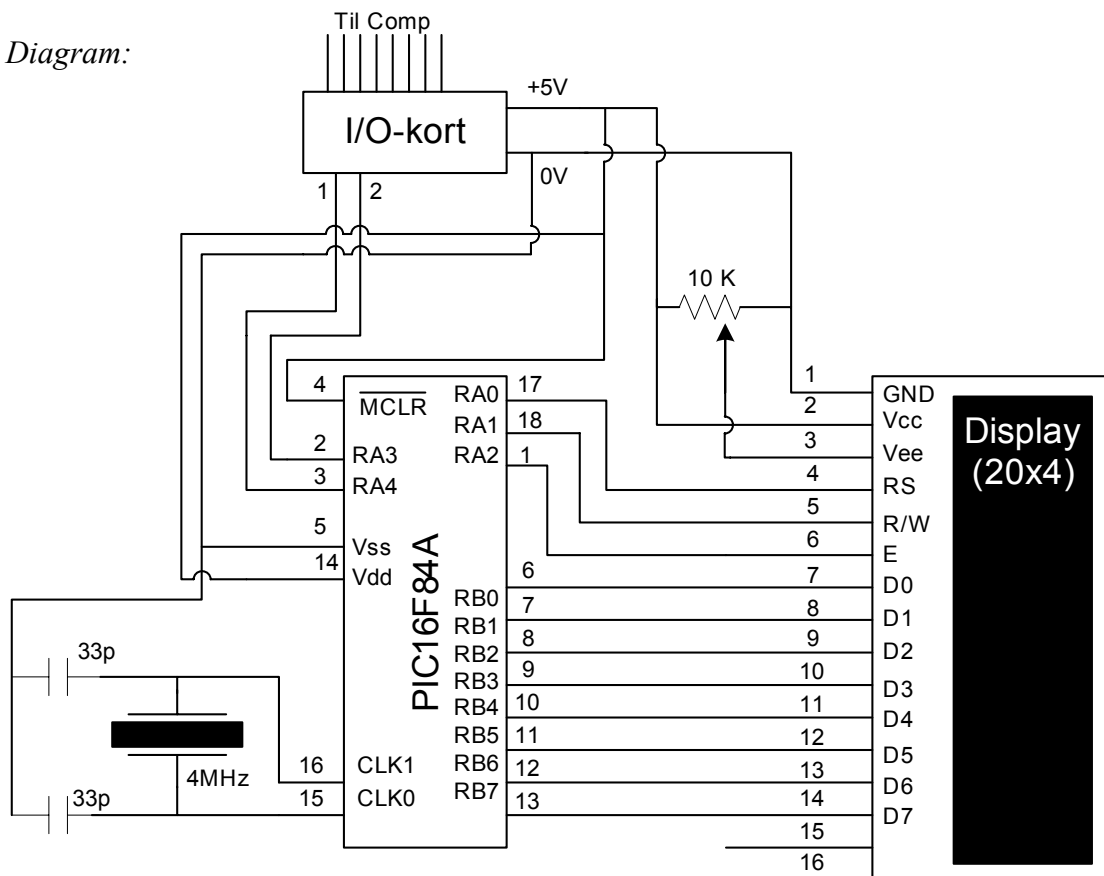 Til Comp
Diagram:
+5V
I/O-kort
0V
1
2
10 K
1
4
17
GND
MCLR
RA0
2
RA1
18
Vcc
Display
(20x4)
2
RA2
1
3
Vee
RA3
4
RS
3
RA4
5
R/W
5
Vss
6
E
14
Vdd
6
7
D0
PIC16F84A
RB0
7
8
D1
RB1
8
9
D2
33p
RB2
9
10
D3
RB3
10
11
D4
RB4
11
12
D5
RB5
12
13
D6
RB6
13
14
D7
RB7
16
CLK1
4MHz
15
CLK0
33p
15
16